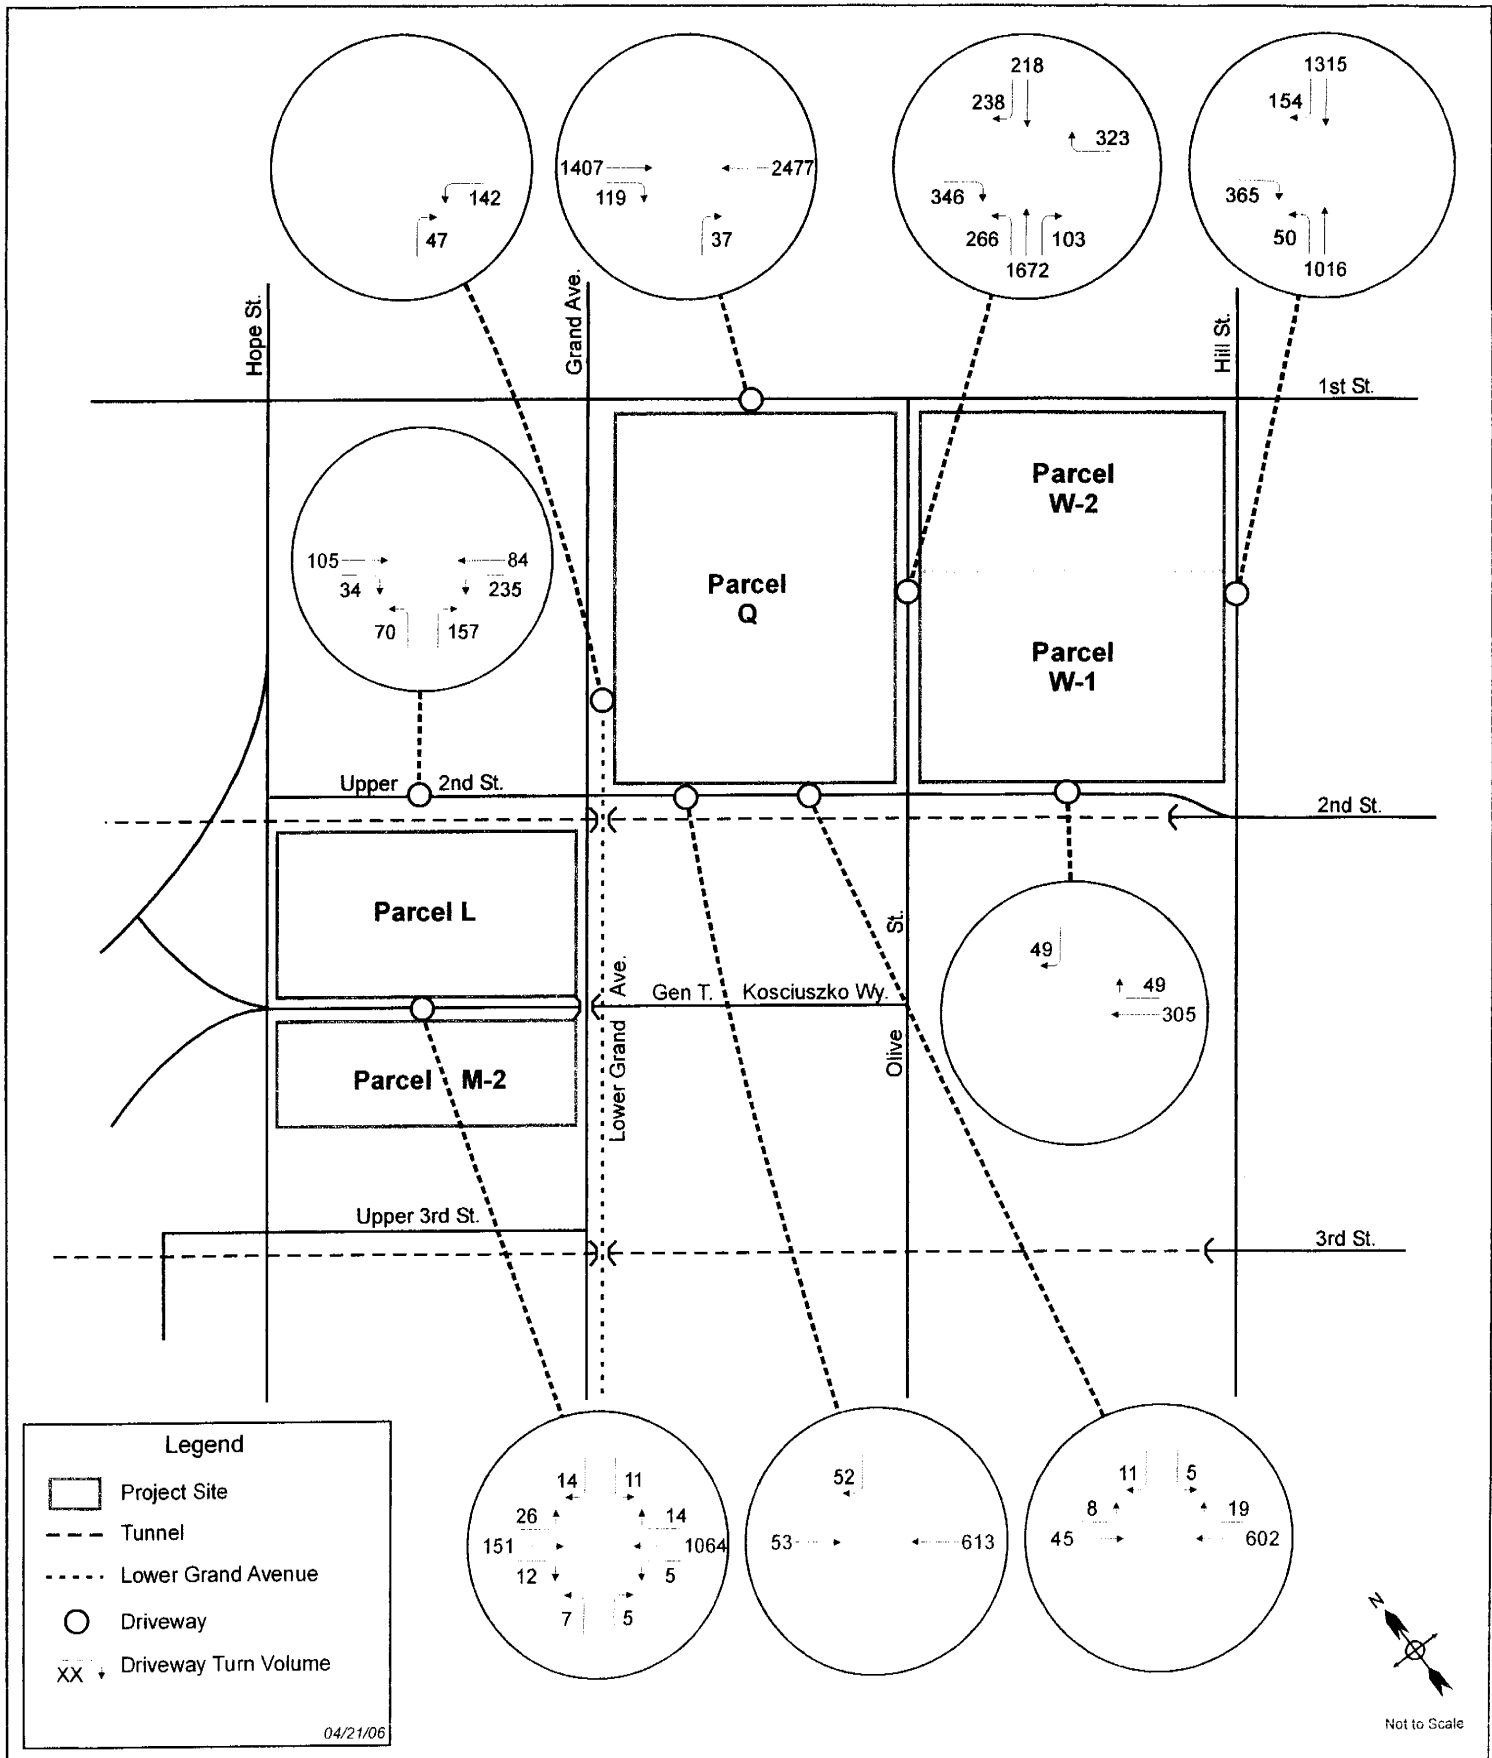 218
1315
238
154
323
1407
2477
142
119
346
365
47
37
266
103
50
1672
1016
Hope St.
Grand Ave.
Hill St.
1st St.
Parcel
W-2
105
84
34
235
70
157
Parcel
Q
Parcel
W-1
Upper 2nd St.
2nd St.
Parcel L
49
49
305
Gen T. Kosciuszko Wy.
Lower Grand Ave.
Olive St.
Parcel M-2
Upper 3rd St.
3rd St.
14
11
26
14
151
1064
12
5
7
5
52
53
613
11
5
8
19
45
602
Legend
Project Site
Tunnel
Lower Grand Avenue
Driveway
XX Driveway Turn Volume
04/21/06
N
Not to Scale